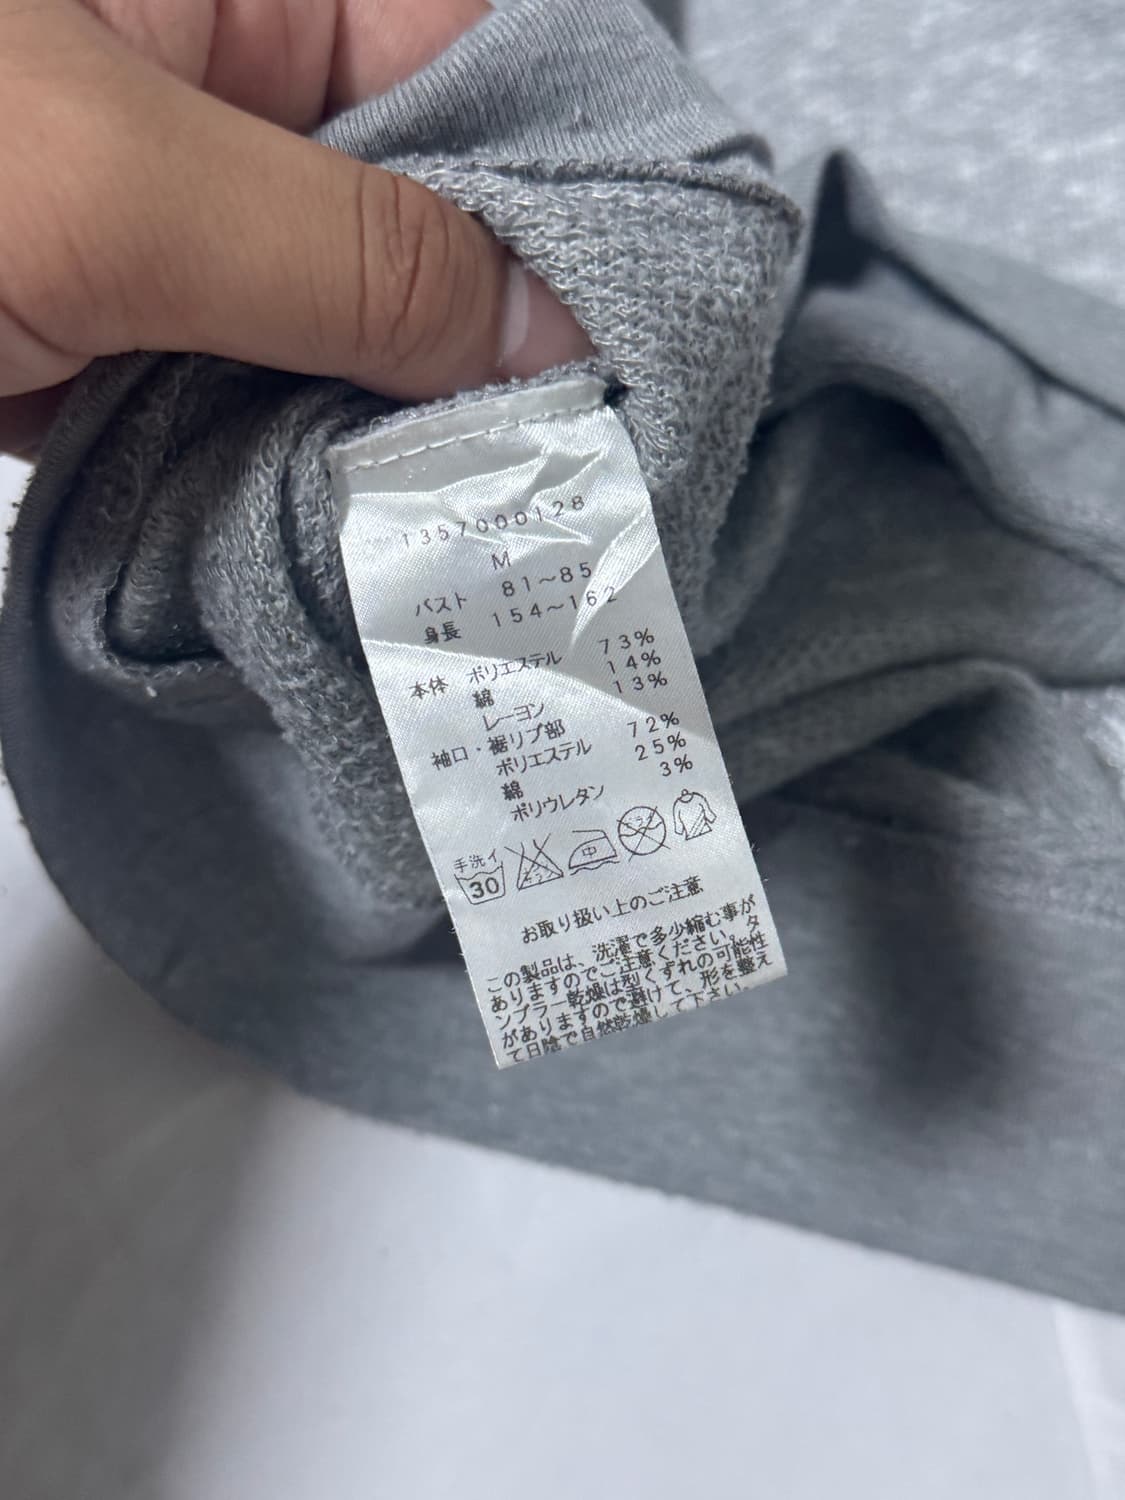 1357000128
M
バスト 81～85
身長 154～162
本体 ポリエステル 73%
綿 14%
レーヨン 13%
袖口・裾リブ部
ポリエステル 72%
綿 25%
ポリウレタン 3%
手洗イ
30
中
お取り扱い上のご注意
この製品は、洗濯で多少縮む事が
ありますのでご注意ください。タ
ンブラー乾燥は型くずれの可能性
がありますので避けて、形を整え
て日陰で自然乾燥して下さい。